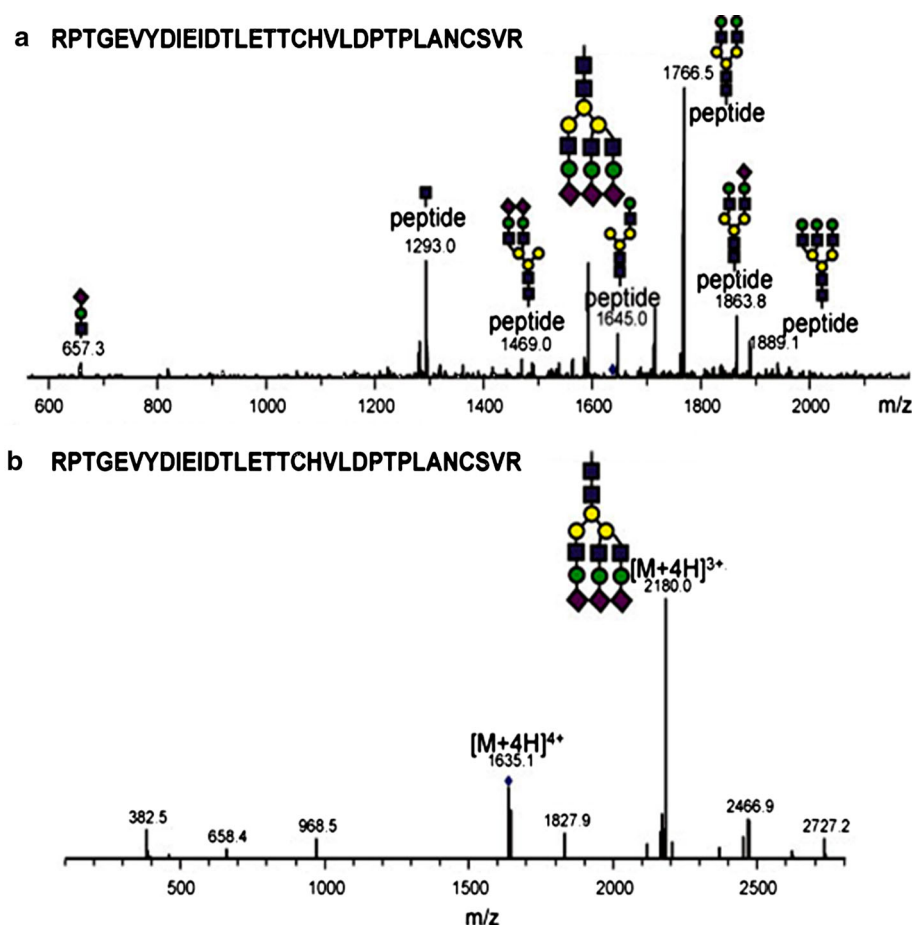 a RPTGEVYDIEIDTLETTCHVLDPTPLANCSVR
1766.5
peptide
peptide
1293.0
peptide
1469.0
peptide
1645.0
peptide
1863.8
1889.1
peptide
657.3
600 800 1000 1200 1400 1600 1800 2000 m/z
b RPTGEVYDIEIDTLETTCHVLDPTPLANCSVR
[M+4H]3+
2180.0
[M+4H]4+
1635.1
382.5
658.4
968.5
1827.9
2466.9
2727.2
500 1000 1500 2000 2500
m/z